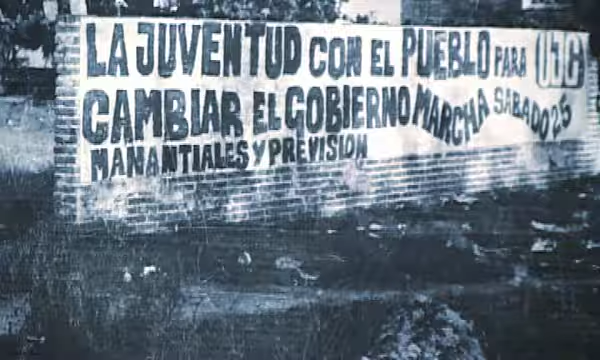 LA JUVENTUD CON EL PUEBLO PARA
CAMBIAR EL GOBIERNO MARCHA SABADO 25
MANANTIALES Y PREVISION
UJC